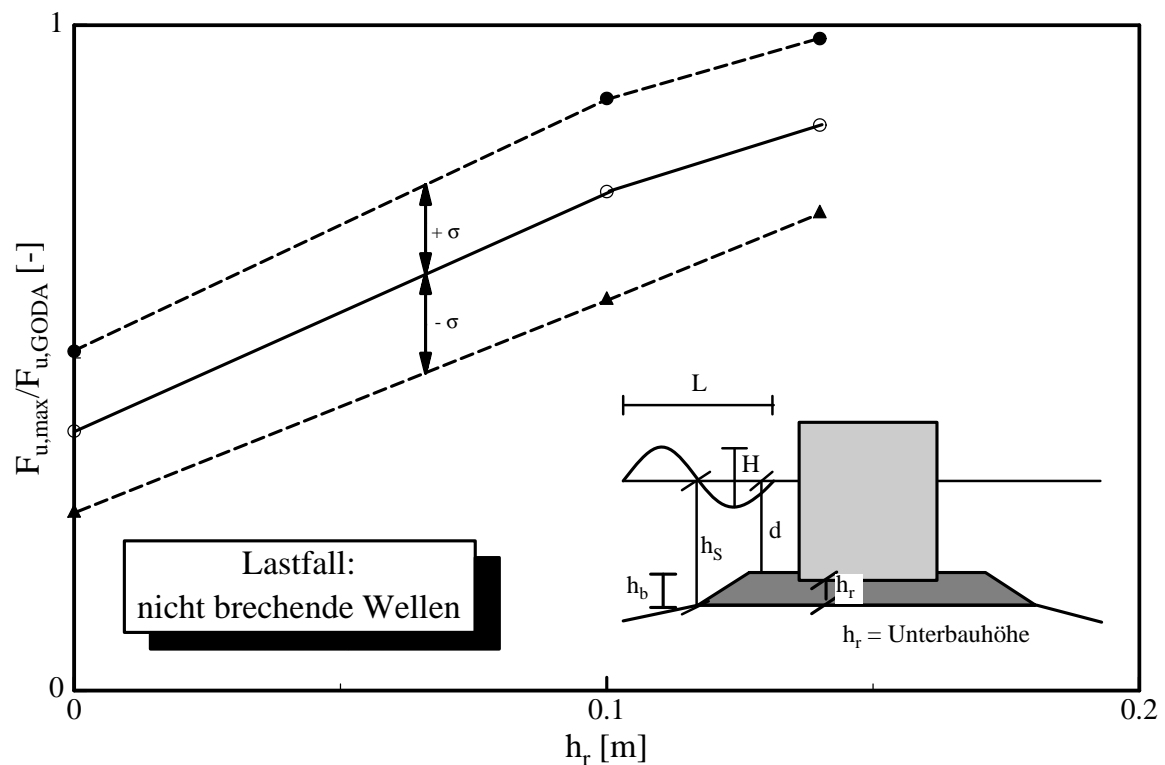 1
F_u,max/F_u,GODA [-]
+ σ
- σ
L
H
h_S
d
h_b
h_r
h_r = Unterbauhöhe
Lastfall:
nicht brechende Wellen
0
0
0.1
0.2
h_r [m]